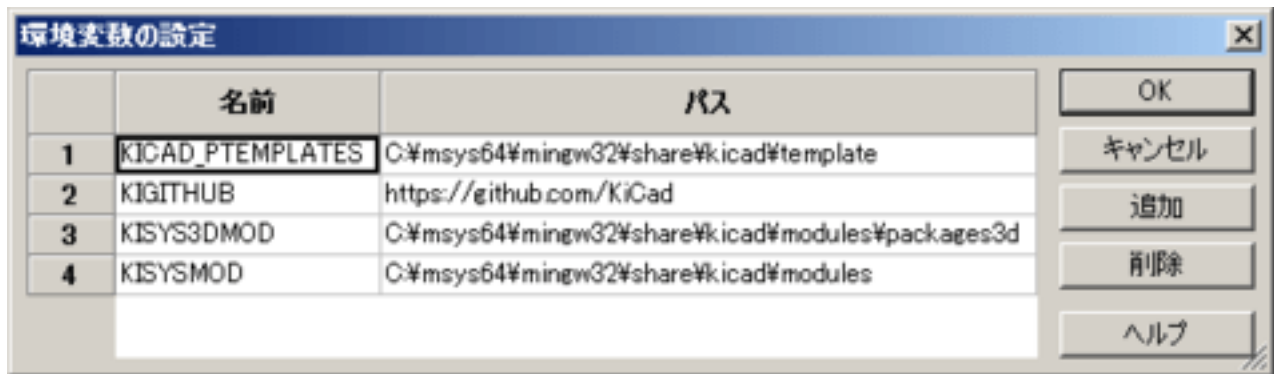 環境変数の設定
名前 パス
1 KICAD_PTEMPLATES C:¥msys64¥mingw32¥share¥kicad¥template
2 KIGITHUB https://github.com/KiCad
3 KISYS3DMOD C:¥msys64¥mingw32¥share¥kicad¥modules¥packages3d
4 KISYSMOD C:¥msys64¥mingw32¥share¥kicad¥modules
OK
キャンセル
追加
削除
ヘルプ